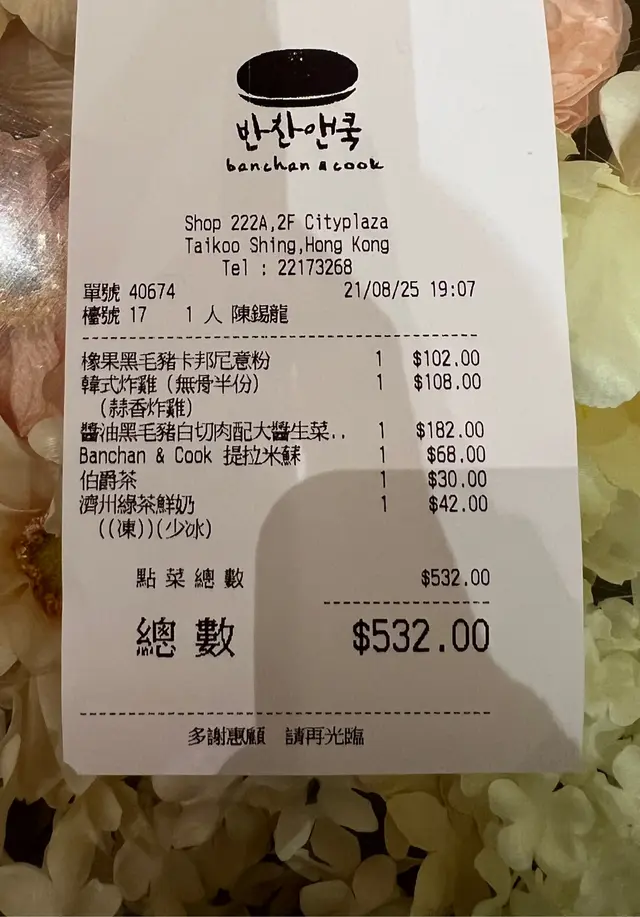 반찬앤쿡
banchan & cook
Shop 222A,2F Cityplaza
Taikoo Shing,Hong Kong
Tel : 22173268
單號 40674 21/08/25 19:07
檯號 17 1 人 陳錫龍
橡果黑毛豬卡邦尼意粉 1 $102.00
韓式炸雞 (無骨半份) 1 $108.00
(蒜香炸雞)
醬油黑毛豬白切肉配大醬生菜.. 1 $182.00
Banchan & Cook 提拉米蘇 1 $68.00
伯爵茶 1 $30.00
濟州綠茶鮮奶 1 $42.00
((凍))(少冰)
點菜總數 $532.00
總數 $532.00
多謝惠顧 請再光臨